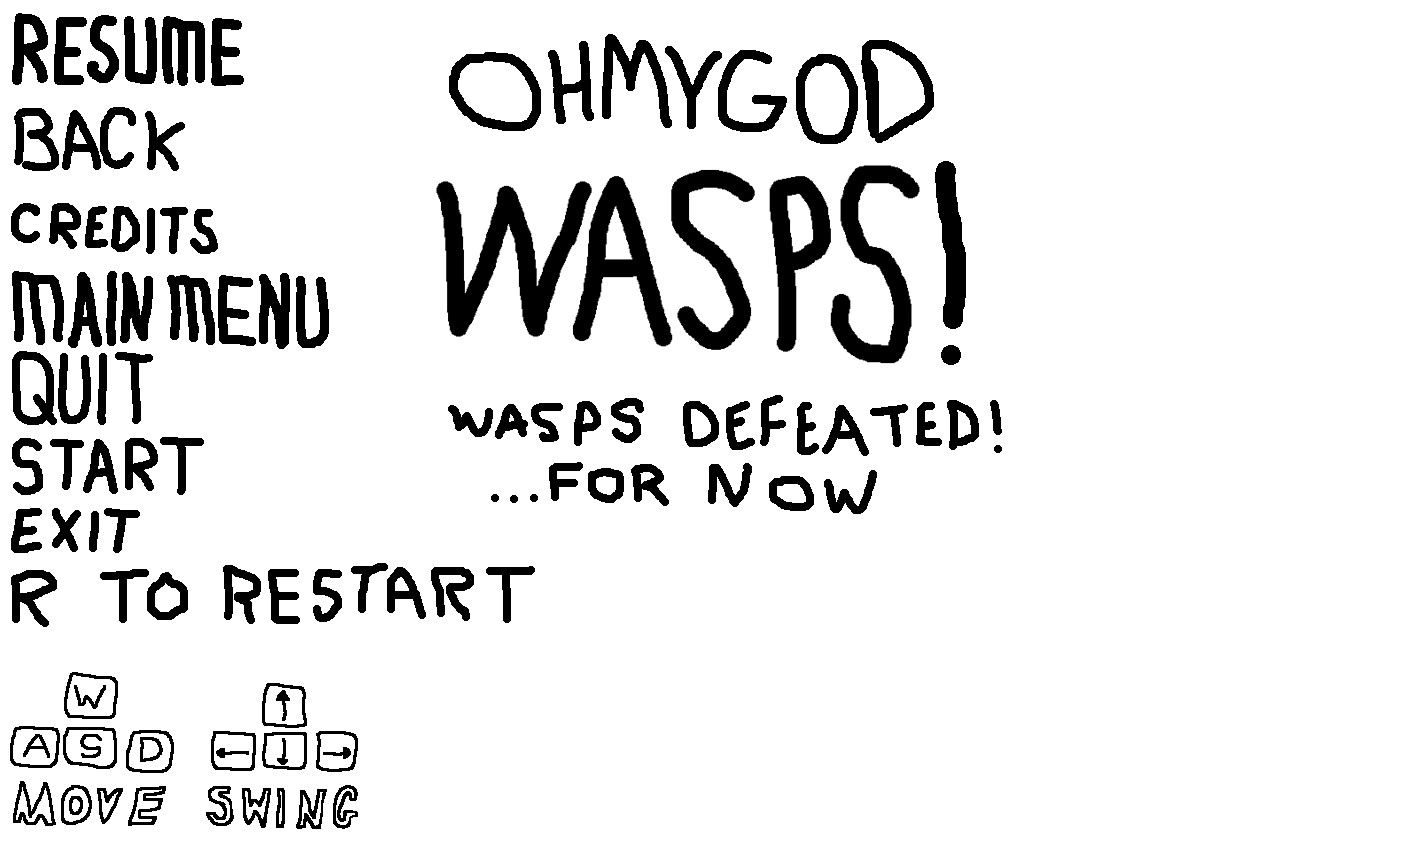 RESUME
BACK
CREDITS
MAIN MENU
QUIT
START
EXIT
R TO RESTART
OHMYGOD
WASPS!
WASPS DEFEATED!
...FOR NOW
W
A S D
MOVE
↑
← ↓ →
SWING